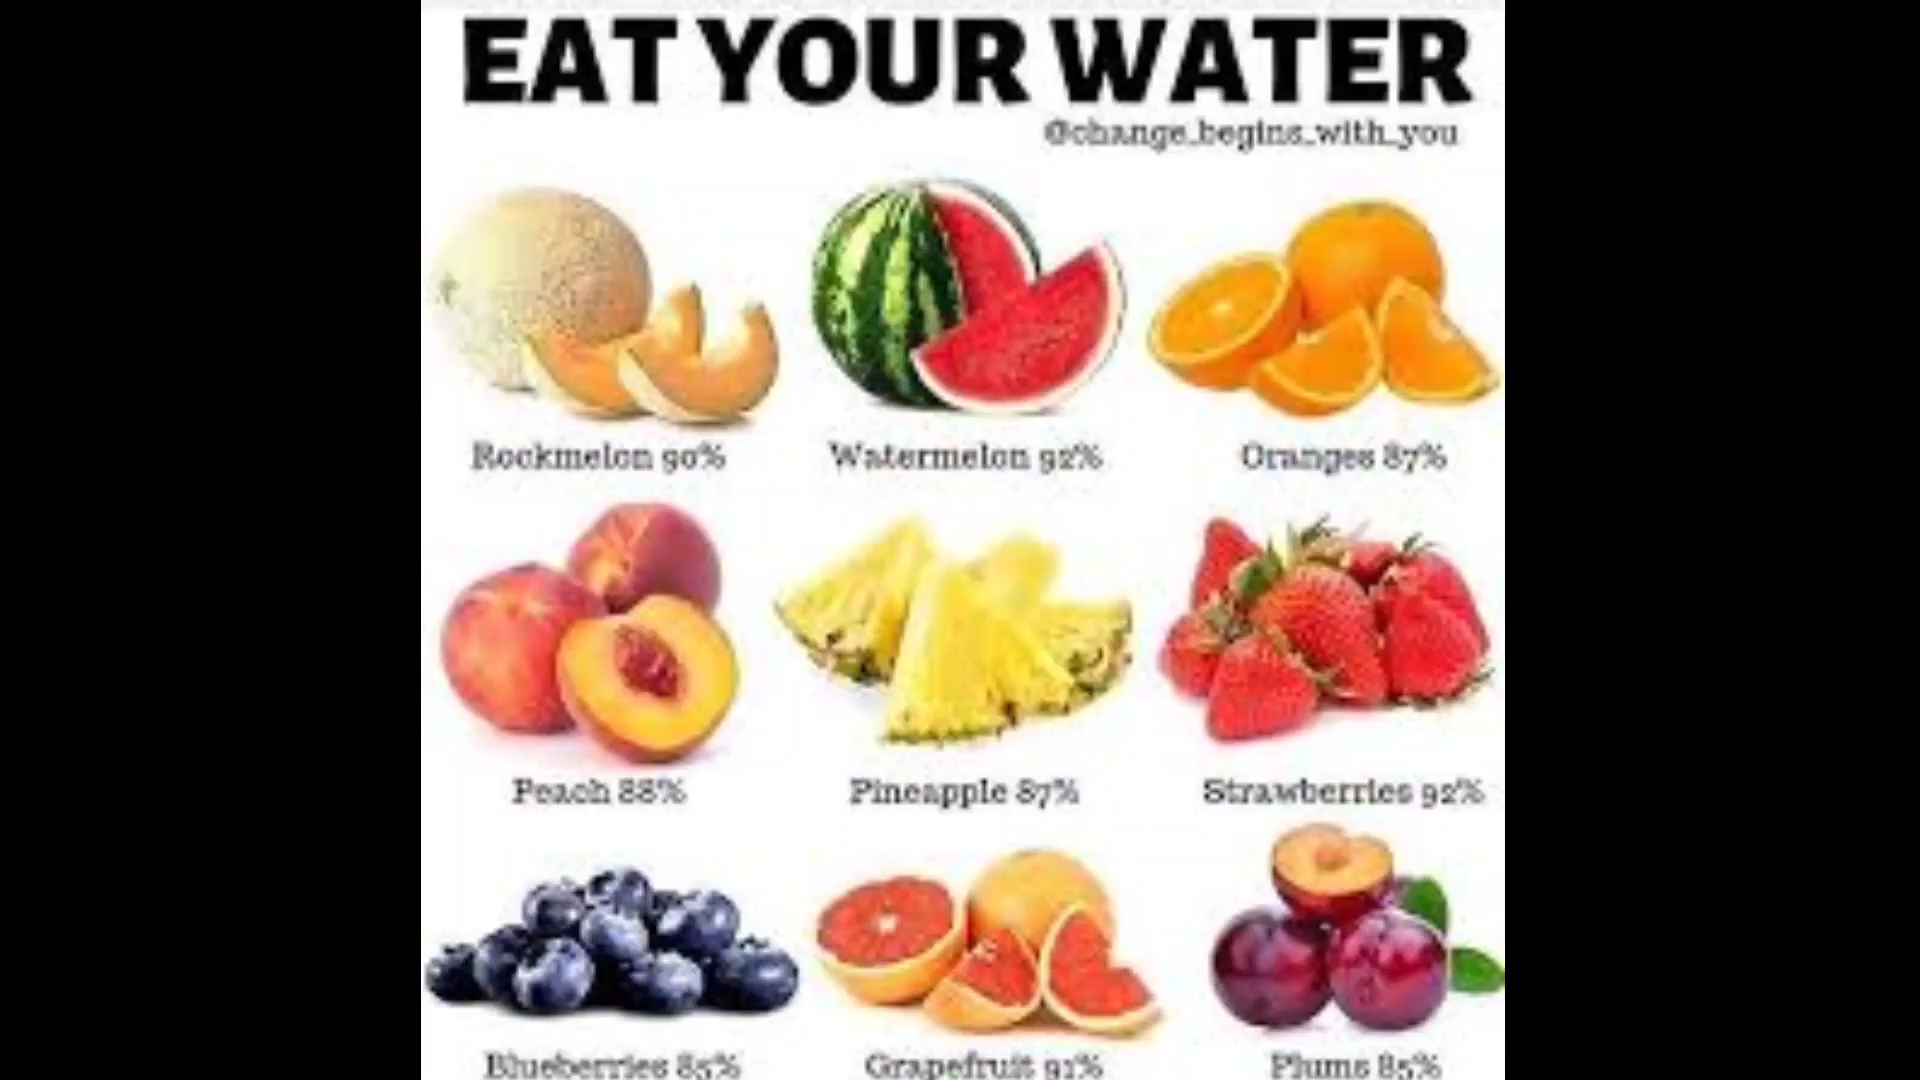 EAT YOUR WATER
@change_begins_with_you
Rockmelon 90% Watermelon 92% Oranges 87%
Peach 88% Pineapple 87% Strawberries 92%
Blueberries 85% Grapefruit 91% Plums 85%